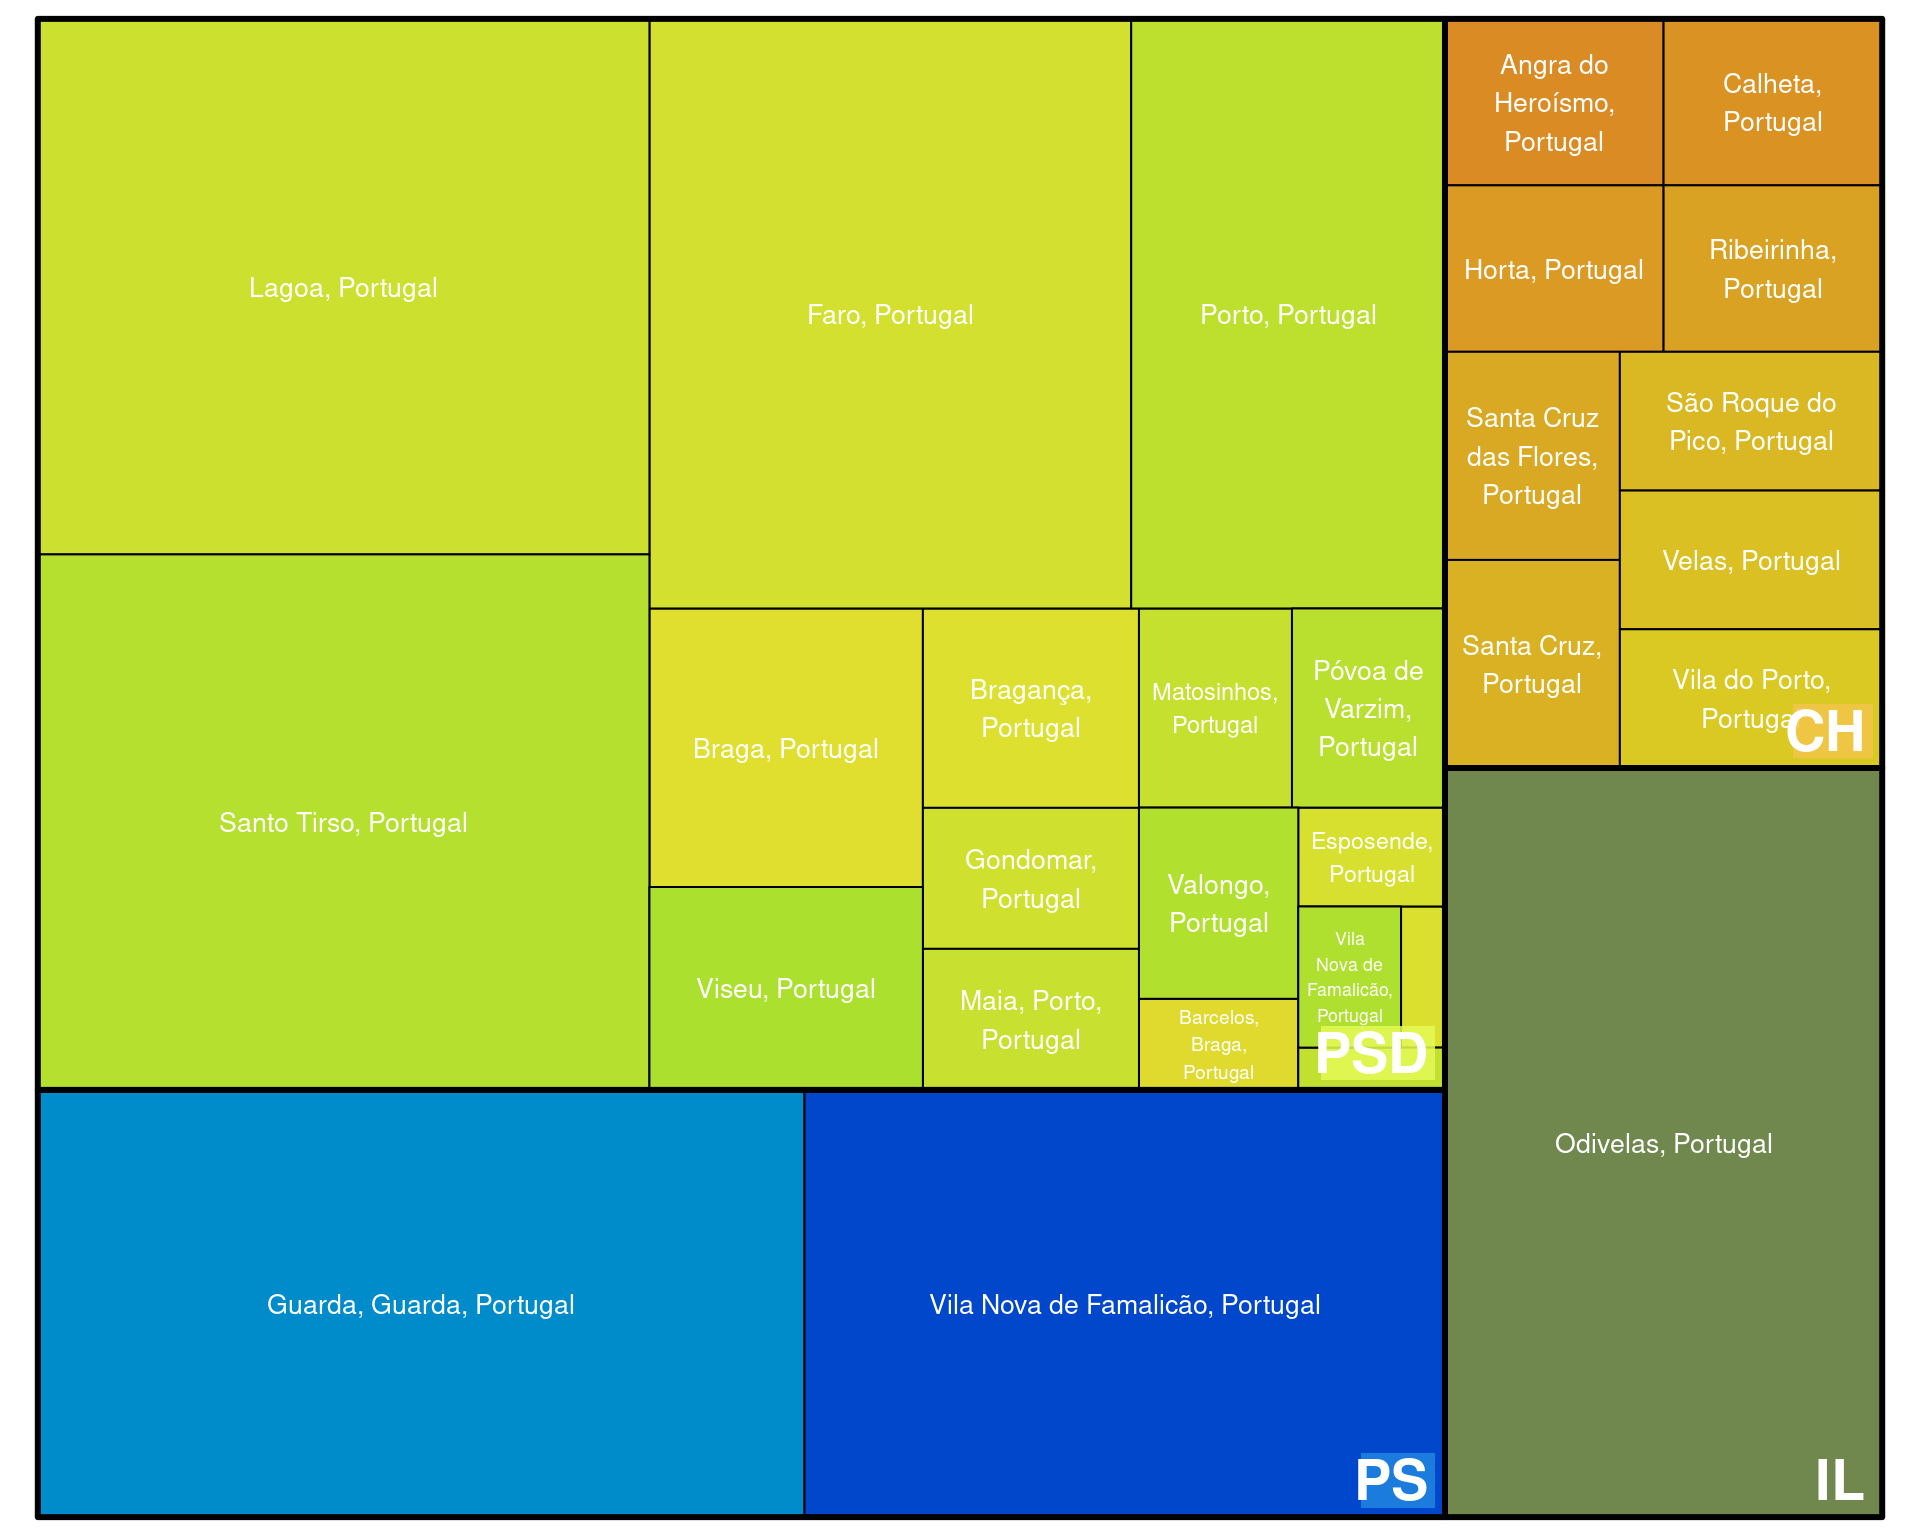 Lagoa, Portugal
Faro, Portugal
Porto, Portugal
Santo Tirso, Portugal
Braga, Portugal
Bragança,
Portugal
Matosinhos,
Portugal
Póvoa de
Varzim,
Portugal
Viseu, Portugal
Gondomar,
Portugal
Maia, Porto,
Portugal
Valongo,
Portugal
Esposende,
Portugal
Vila
Nova de
Famalicão,
Portugal
Barcelos,
Braga,
Portugal
PSD
Angra do
Heroísmo,
Portugal
Calheta,
Portugal
Horta, Portugal
Ribeirinha,
Portugal
Santa Cruz
das Flores,
Portugal
São Roque do
Pico, Portugal
Velas, Portugal
Santa Cruz,
Portugal
Vila do Porto,
Portugal
CH
Guarda, Guarda, Portugal
Vila Nova de Famalicão, Portugal
PS
Odivelas, Portugal
IL